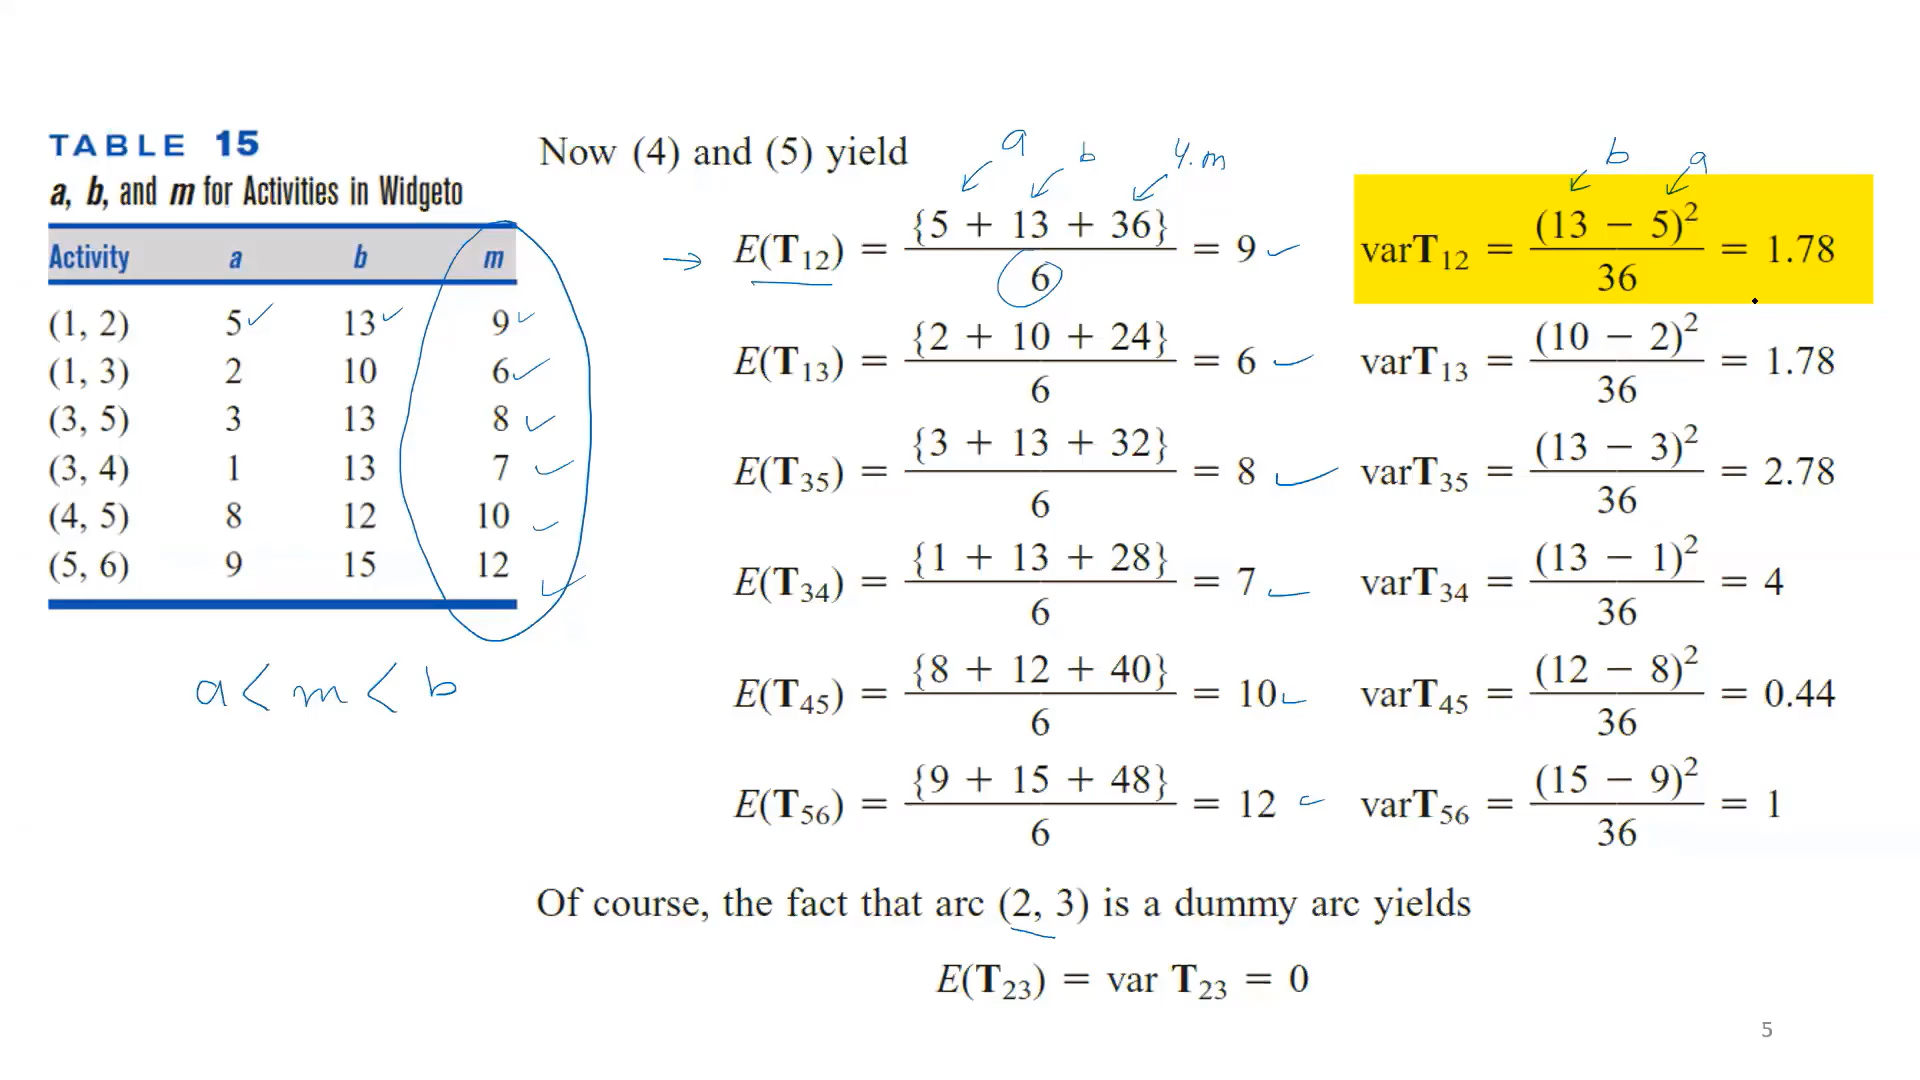 TABLE 15
a, b, and m for Activities in Widgeto
Activity a b m
(1, 2) 5 13 9
(1, 3) 2 10 6
(3, 5) 3 13 8
(3, 4) 1 13 7
(4, 5) 8 12 10
(5, 6) 9 15 12
a < m < b
Now (4) and (5) yield
a b 4.m
E(T₁₂) = {5 + 13 + 36} / 6 = 9
E(T₁₃) = {2 + 10 + 24} / 6 = 6
E(T₃₅) = {3 + 13 + 32} / 6 = 8
E(T₃₄) = {1 + 13 + 28} / 6 = 7
E(T₄₅) = {8 + 12 + 40} / 6 = 10
E(T₅₆) = {9 + 15 + 48} / 6 = 12
b a
varT₁₂ = (13 − 5)² / 36 = 1.78
varT₁₃ = (10 − 2)² / 36 = 1.78
varT₃₅ = (13 − 3)² / 36 = 2.78
varT₃₄ = (13 − 1)² / 36 = 4
varT₄₅ = (12 − 8)² / 36 = 0.44
varT₅₆ = (15 − 9)² / 36 = 1
Of course, the fact that arc (2, 3) is a dummy arc yields
E(T₂₃) = var T₂₃ = 0
5